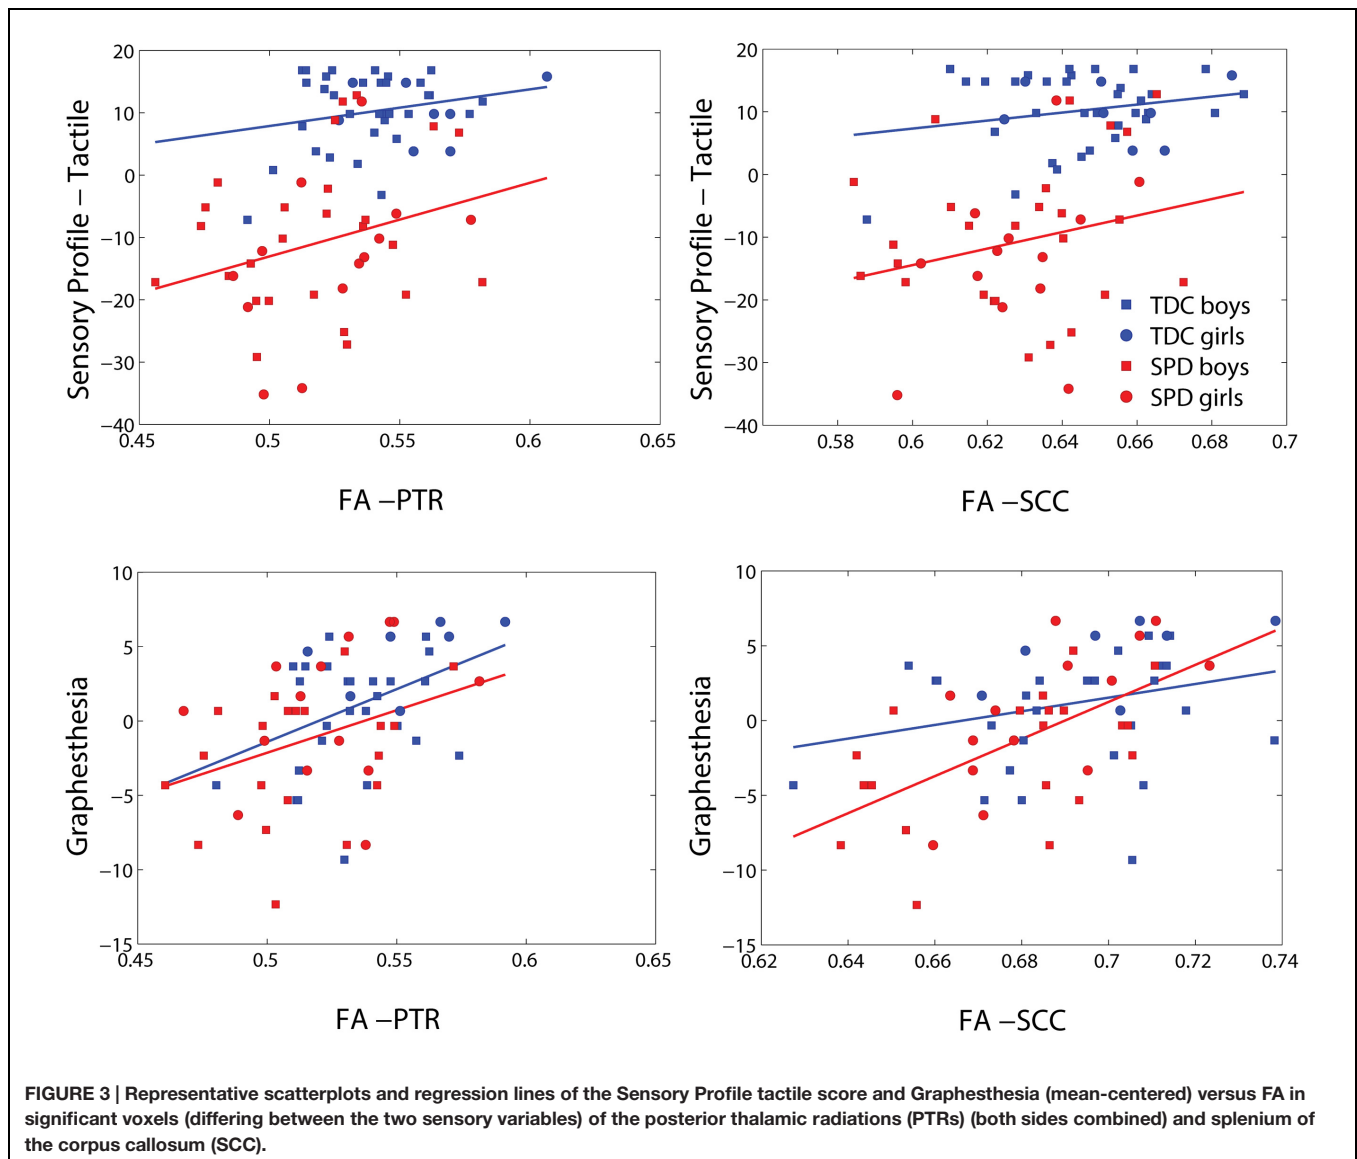 20
10
0
−10
−20
−30
−40
Sensory Profile − Tactile
0.45 0.5 0.55 0.6 0.65
FA −PTR
20
10
0
−10
−20
−30
−40
Sensory Profile − Tactile
TDC boys
TDC girls
SPD boys
SPD girls
0.58 0.6 0.62 0.64 0.66 0.68 0.7
FA −SCC
10
5
0
−5
−10
−15
Graphesthesia
0.45 0.5 0.55 0.6 0.65
FA −PTR
10
5
0
−5
−10
−15
Graphesthesia
0.62 0.64 0.66 0.68 0.7 0.72 0.74
FA −SCC
FIGURE 3 | Representative scatterplots and regression lines of the Sensory Profile tactile score and Graphesthesia (mean-centered) versus FA in
significant voxels (differing between the two sensory variables) of the posterior thalamic radiations (PTRs) (both sides combined) and splenium of
the corpus callosum (SCC).